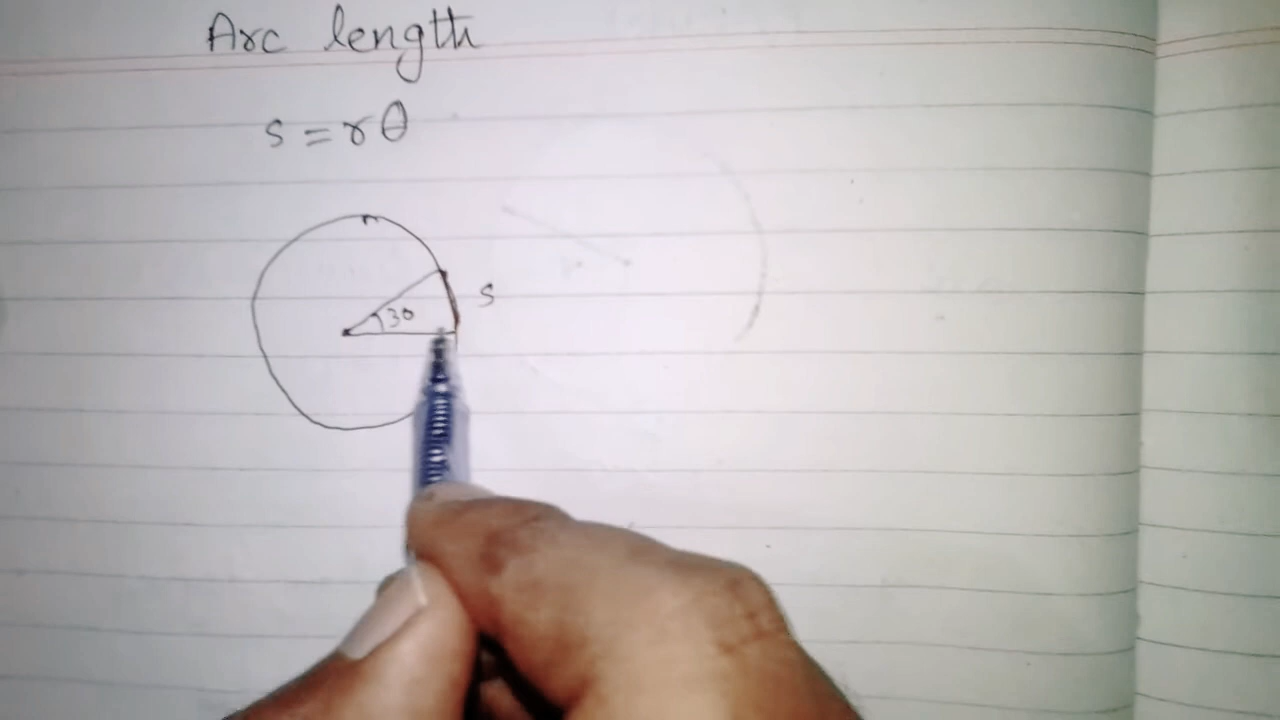 Arc length
s = rθ
30
s